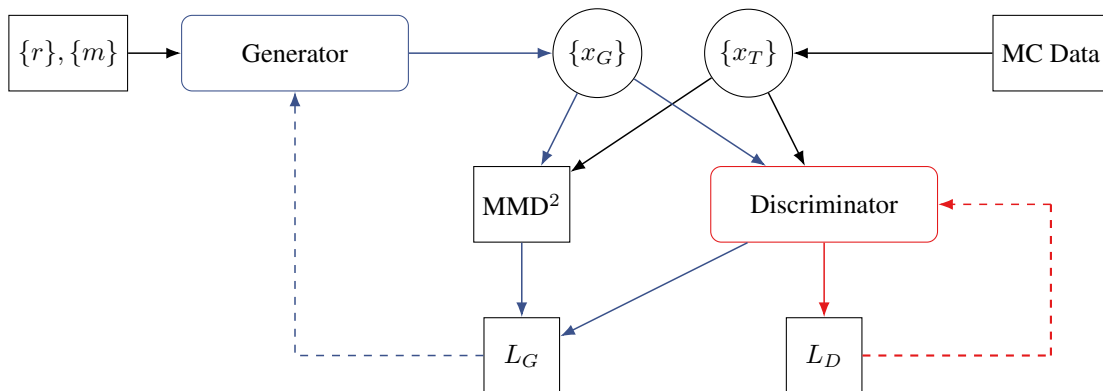 {r}, {m}
Generator
{x_G}
{x_T}
MC Data
MMD²
Discriminator
L_G
L_D